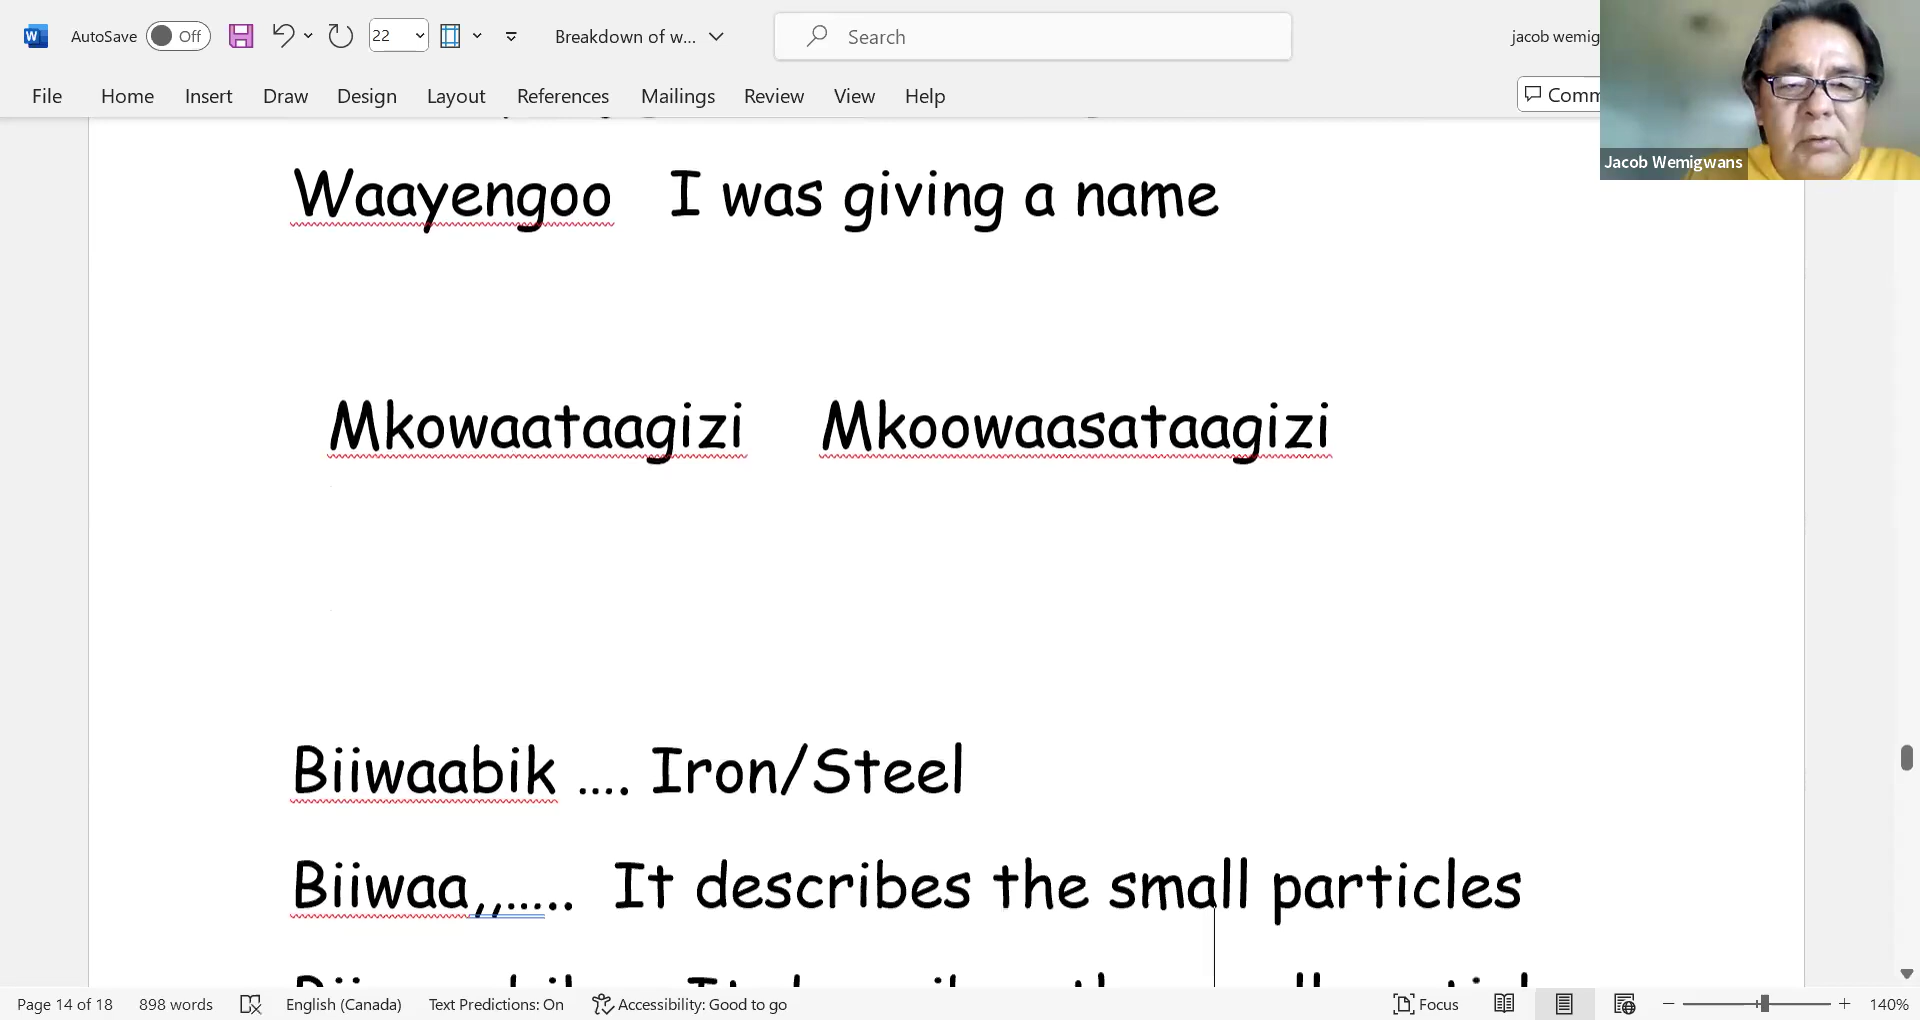 AutoSave Off 22 Breakdown of w... Search jacob wemig
File Home Insert Draw Design Layout References Mailings Review View Help Comm
Jacob Wemigwans
Waayengoo I was giving a name
Mkowaataagizi Mkoowaasataagizi
Biiwaabik .... Iron/Steel
Biiwaa,,..... It describes the small particles
Page 14 of 18 898 words English (Canada) Text Predictions: On Accessibility: Good to go Focus 140%